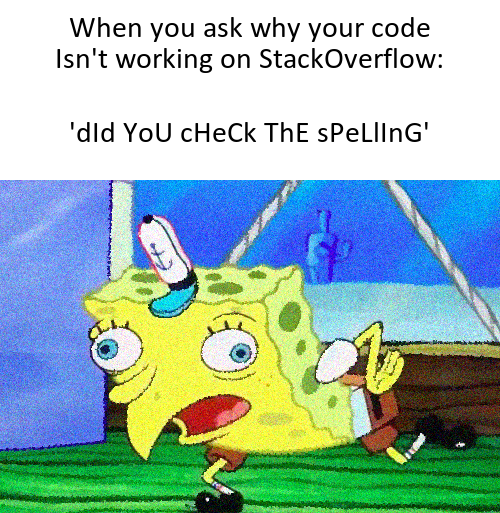 When you ask why your code
Isn't working on StackOverflow:
'dId YoU cHeCk ThE sPeLlInG'